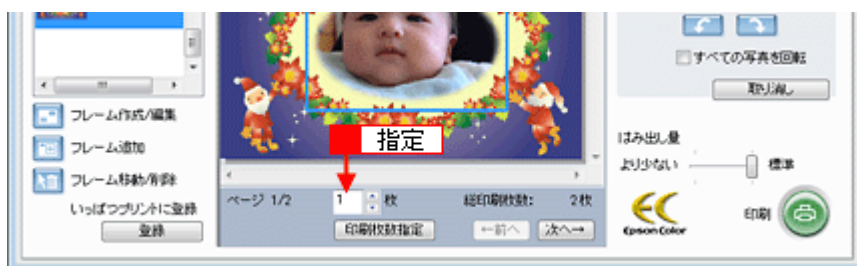 すべての写真を回転
取り消し
フレーム作成/編集
フレーム追加
フレーム移動/削除
いっぱつプリントに登録
登録
指定
ページ 1/2
1 枚
総印刷枚数: 2枚
印刷枚数指定
←前へ
次へ→
はみ出し量
より少ない
標準
Epson Color
印刷